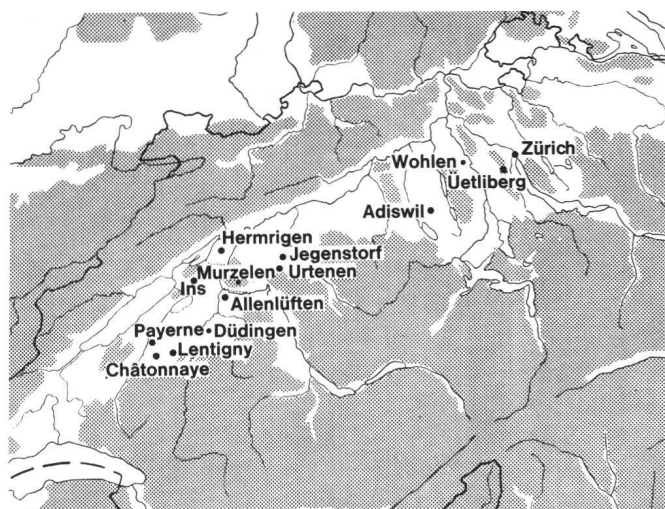 Zürich
Wohlen
Üetliberg
Adiswil
Hermrigen
Jegenstorf
Murzelen
Urtenen
Ins
Allenlüften
Payerne
Düdingen
Lentigny
Châtonnaye